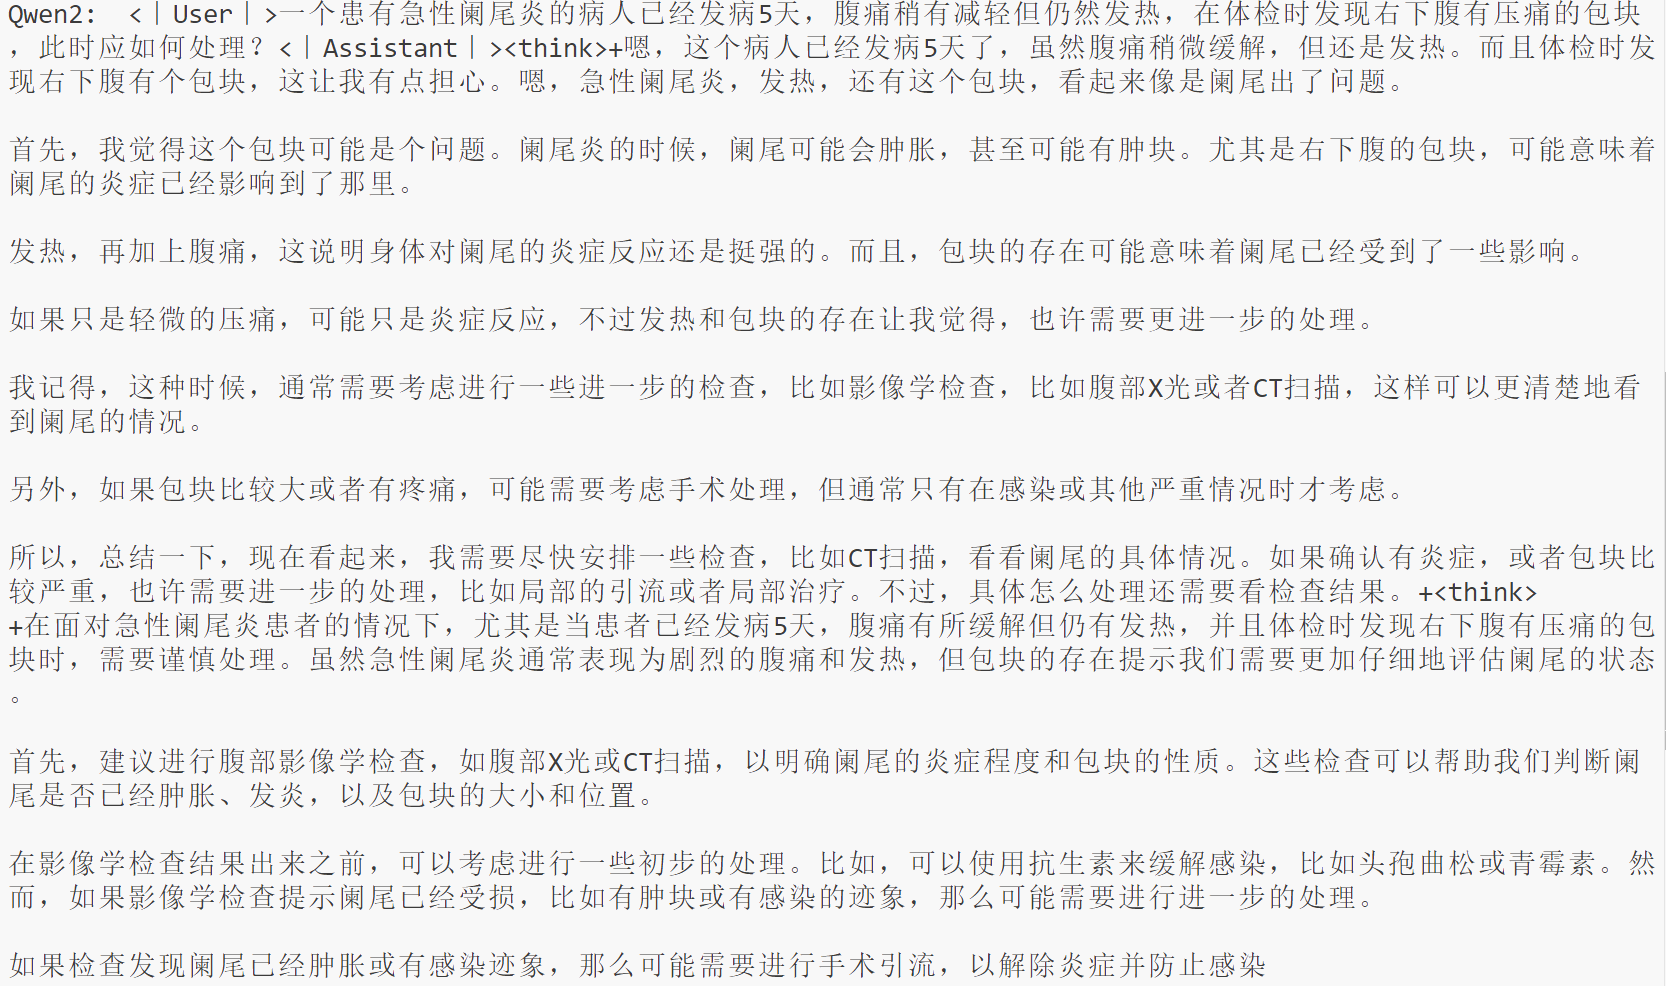 Qwen2:  <｜User｜>一个患有急性阑尾炎的病人已经发病5天，腹痛稍有减轻但仍然发热，在体检时发现右下腹有压痛的包块
，此时应如何处理？<｜Assistant｜><think>+嗯，这个病人已经发病5天了，虽然腹痛稍微缓解，但还是发热。而且体检时发
现右下腹有个包块，这让我有点担心。嗯，急性阑尾炎，发热，还有这个包块，看起来像是阑尾出了问题。
首先，我觉得这个包块可能是个问题。阑尾炎的时候，阑尾可能会肿胀，甚至可能有肿块。尤其是右下腹的包块，可能意味着
阑尾的炎症已经影响到了那里。
发热，再加上腹痛，这说明身体对阑尾的炎症反应还是挺强的。而且，包块的存在可能意味着阑尾已经受到了一些影响。
如果只是轻微的压痛，可能只是炎症反应，不过发热和包块的存在让我觉得，也许需要更进一步的处理。
我记得，这种时候，通常需要考虑进行一些进一步的检查，比如影像学检查，比如腹部X光或者CT扫描，这样可以更清楚地看
到阑尾的情况。
另外，如果包块比较大或者有疼痛，可能需要考虑手术处理，但通常只有在感染或其他严重情况时才考虑。
所以，总结一下，现在看起来，我需要尽快安排一些检查，比如CT扫描，看看阑尾的具体情况。如果确认有炎症，或者包块比
较严重，也许需要进一步的处理，比如局部的引流或者局部治疗。不过，具体怎么处理还需要看检查结果。+<think>
+在面对急性阑尾炎患者的情况下，尤其是当患者已经发病5天，腹痛有所缓解但仍有发热，并且体检时发现右下腹有压痛的包
块时，需要谨慎处理。虽然急性阑尾炎通常表现为剧烈的腹痛和发热，但包块的存在提示我们需要更加仔细地评估阑尾的状态
。
首先，建议进行腹部影像学检查，如腹部X光或CT扫描，以明确阑尾的炎症程度和包块的性质。这些检查可以帮助我们判断阑
尾是否已经肿胀、发炎，以及包块的大小和位置。
在影像学检查结果出来之前，可以考虑进行一些初步的处理。比如，可以使用抗生素来缓解感染，比如头孢曲松或青霉素。然
而，如果影像学检查提示阑尾已经受损，比如有肿块或有感染的迹象，那么可能需要进行进一步的处理。
如果检查发现阑尾已经肿胀或有感染迹象，那么可能需要进行手术引流，以解除炎症并防止感染